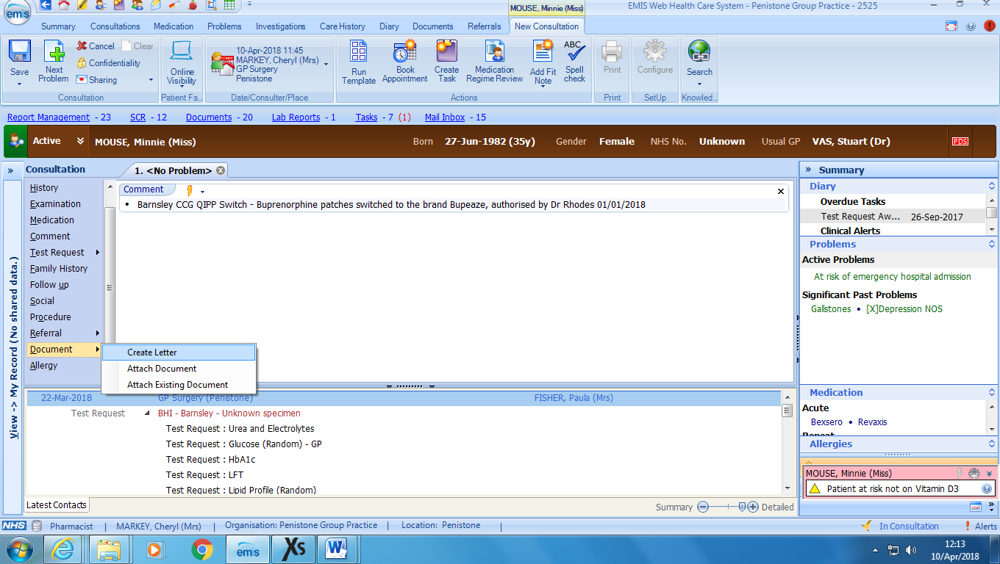 MOUSE, Minnie (Miss)
EMIS Web Health Care System - Penistone Group Practice - 2525
emis
Summary Consultations Medication Problems Investigations Care History Diary Documents Referrals New Consultation
Save
Next Problem
Cancel Clear
Confidentiality
Sharing
Consultation
Online Visibility
Patient Fa...
10-Apr-2018 11:45
MARKEY, Cheryl (Mrs)
GP Surgery
Penistone
Date/Consulter/Place
Run Template
Book Appointment
Create Task
Medication Regime Review
Add Fit Note
ABC
Spell check
Actions
Print
Print
Configure
SetUp
Search
Knowled...
Report Management - 23 SCR - 12 Documents - 20 Lab Reports - 1 Tasks - 7 (1) Mail Inbox - 15
Active MOUSE, Minnie (Miss) Born 27-Jun-1982 (35y) Gender Female NHS No. Unknown Usual GP VAS, Stuart (Dr) PDS
View -> My Record (No shared data.)
Consultation
History
Examination
Medication
Comment
Test Request
Family History
Follow up
Social
Procedure
Referral
Document
Allergy
Create Letter
Attach Document
Attach Existing Document
1. <No Problem>
Comment
• Barnsley CCG QIPP Switch - Buprenorphine patches switched to the brand Bupeaze, authorised by Dr Rhodes 01/01/2018
22-Mar-2018 GP Surgery (Penistone) FISHER, Paula (Mrs)
Test Request BHI - Barnsley - Unknown specimen
Test Request : Urea and Electrolytes
Test Request : Glucose (Random) - GP
Test Request : HbA1c
Test Request : LFT
Test Request : Lipid Profile (Random)
Latest Contacts
Summary Detailed
Summary
Diary
Overdue Tasks
Test Request Aw... 26-Sep-2017
Clinical Alerts
Problems
Active Problems
At risk of emergency hospital admission
Significant Past Problems
Gallstones • [X]Depression NOS
Medication
Acute
Bexsero • Revaxis
Repeat
Allergies
MOUSE, Minnie (Miss)
Patient at risk not on Vitamin D3
NHS Pharmacist | MARKEY, Cheryl (Mrs) | Organisation: Penistone Group Practice | Location: Penistone | In Consultation Alerts
emis
Xs
W
12:13
10/Apr/2018